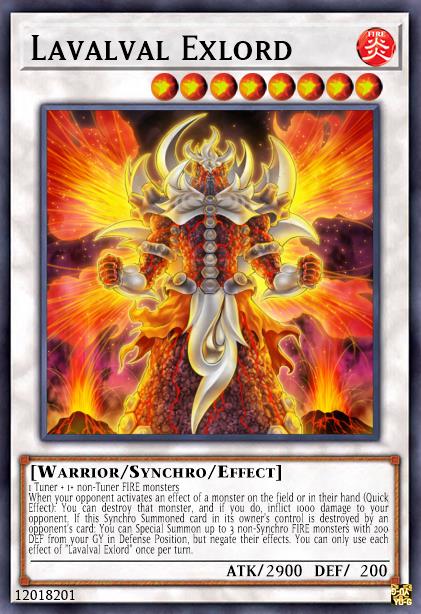 LAVALVAL EXLORD
FIRE
炎
[WARRIOR/SYNCHRO/EFFECT]
1 Tuner + 1+ non-Tuner FIRE monsters
When your opponent activates an effect of a monster on the field or in their hand (Quick
Effect): You can destroy that monster, and if you do, inflict 1000 damage to your
opponent. If this Synchro Summoned card in its owner's control is destroyed by an
opponent's card: You can Special Summon up to 3 non-Synchro FIRE monsters with 200
DEF from your GY in Defense Position, but negate their effects. You can only use each
effect of "Lavalval Exlord" once per turn.
ATK/2900 DEF/ 200
12018201